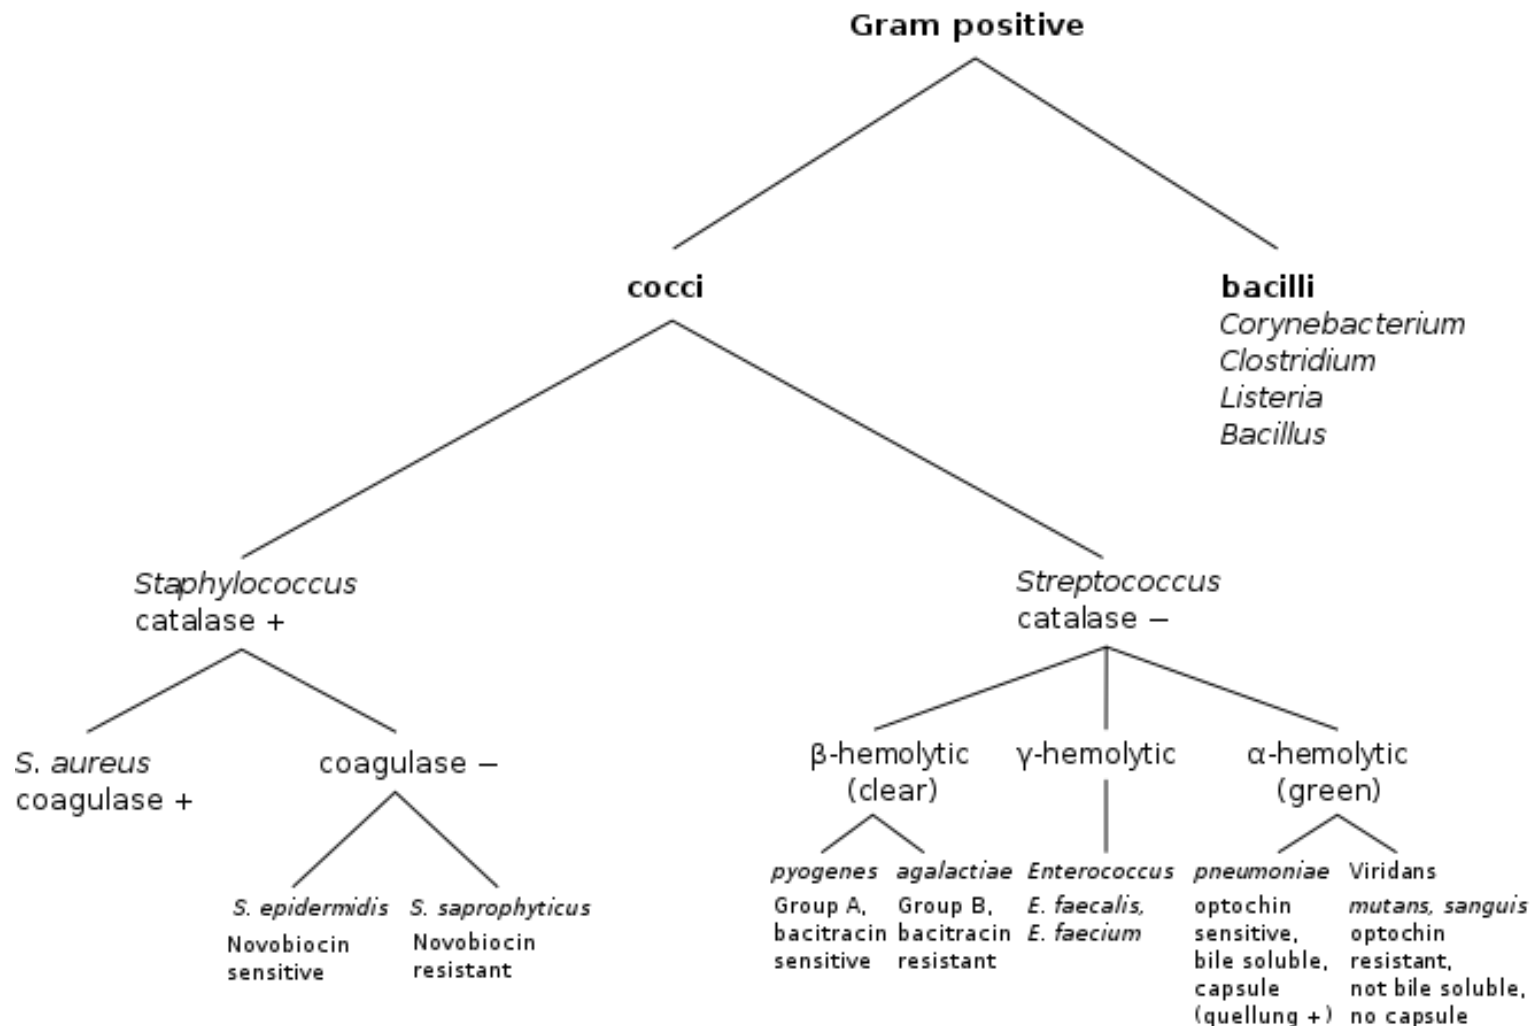 Gram positive
cocci
bacilli
Corynebacterium
Clostridium
Listeria
Bacillus
Staphylococcus
catalase +
Streptococcus
catalase −
S. aureus
coagulase +
coagulase −
β-hemolytic
(clear)
γ-hemolytic
α-hemolytic
(green)
S. epidermidis
Novobiocin
sensitive
S. saprophyticus
Novobiocin
resistant
pyogenes
Group A,
bacitracin
sensitive
agalactiae
Group B,
bacitracin
resistant
Enterococcus
E. faecalis,
E. faecium
pneumoniae
optochin
sensitive,
bile soluble,
capsule
(quellung +)
Viridans
mutans, sanguis
optochin
resistant,
not bile soluble,
no capsule